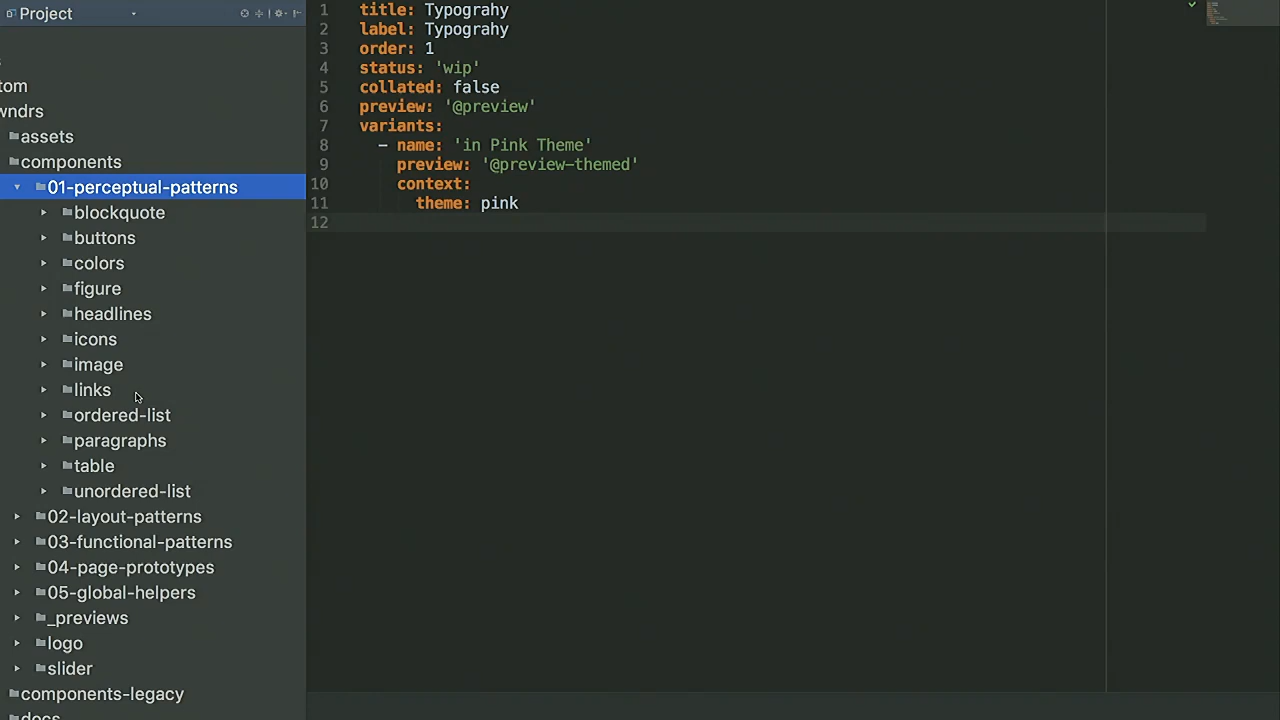 Project
tom
wndrs
assets
components
01-perceptual-patterns
blockquote
buttons
colors
figure
headlines
icons
image
links
ordered-list
paragraphs
table
unordered-list
02-layout-patterns
03-functional-patterns
04-page-prototypes
05-global-helpers
_previews
logo
slider
components-legacy
docs
1 title: Typograhy
2 label: Typograhy
3 order: 1
4 status: 'wip'
5 collated: false
6 preview: '@preview'
7 variants:
8 - name: 'in Pink Theme'
9 preview: '@preview-themed'
10 context:
11 theme: pink
12